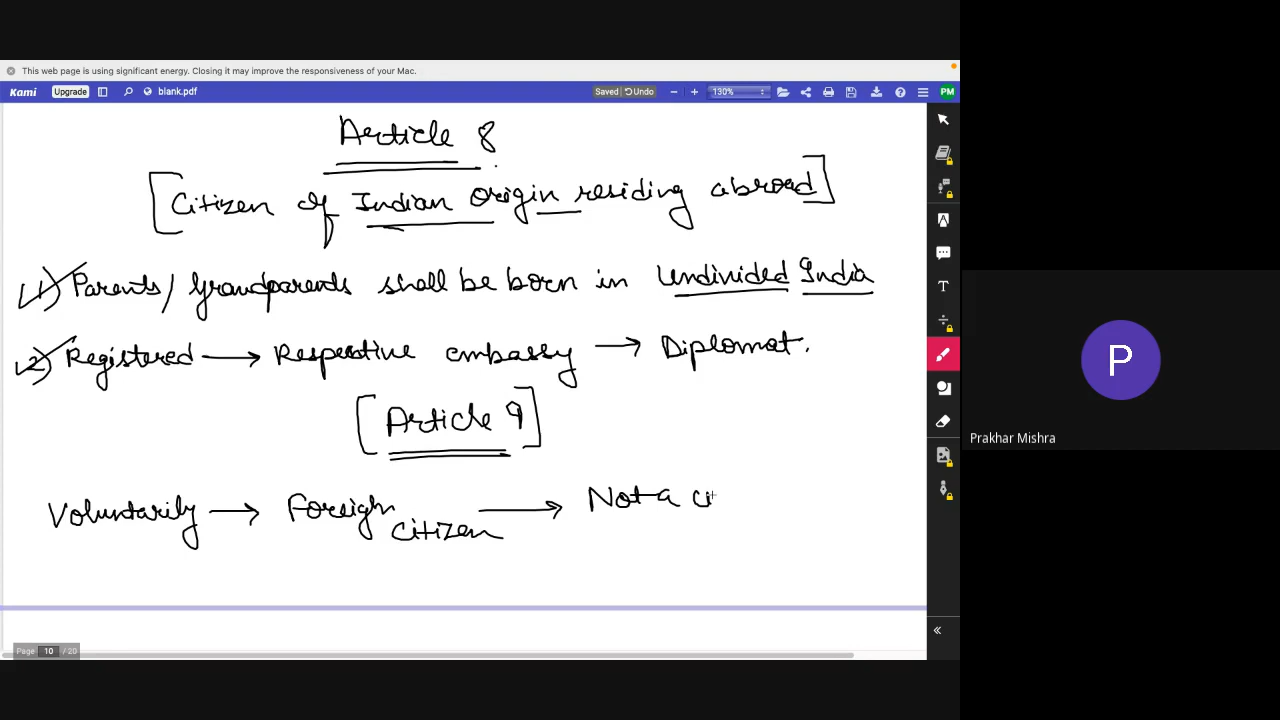 This web page is using significant energy. Closing it may improve the responsiveness of your Mac.
Kami Upgrade blank.pdf Saved Undo 130% PM
Article 8
[Citizen of Indian origin residing abroad]
1) Parents/Grandparents shall be born in Undivided India
2) Registered → Respective embassy → Diplomat.
[Article 9]
Voluntarily → Foreign citizen → Not a ci
P
Prakhar Mishra
Page 10 / 20